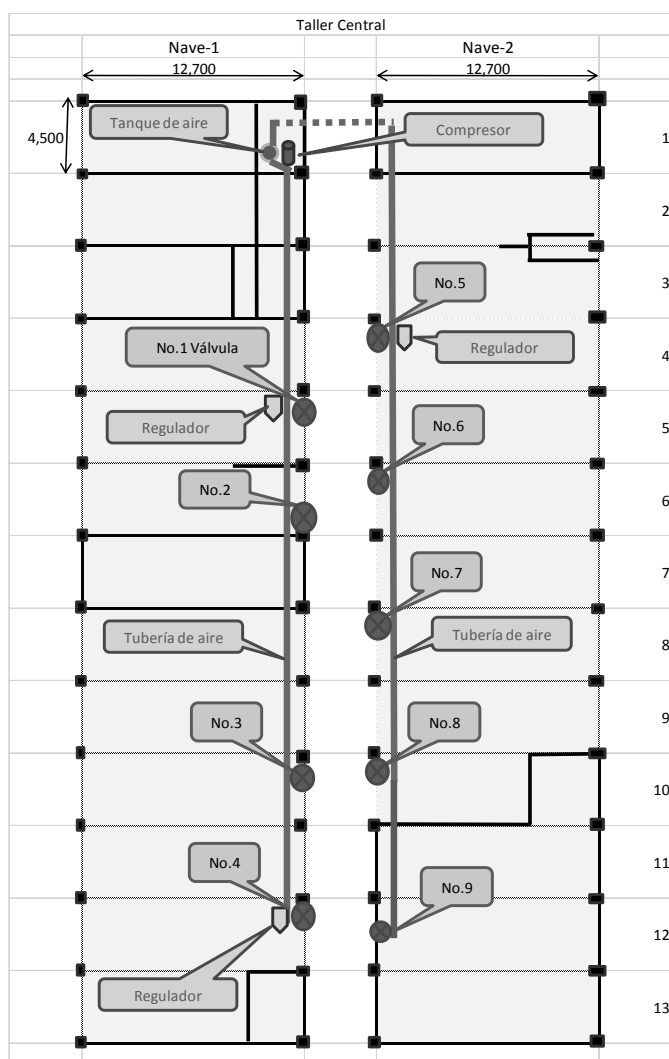 Taller Central
Nave-1 Nave-2
12,700 12,700
Tanque de aire Compresor
4,500 1
2
No.5 3
No.1 Válvula Regulador 4
Regulador No.6 5
No.2 6
No.7 7
Tubería de aire Tubería de aire 8
No.3 No.8 9
10
No.4 No.9 11
12
Regulador 13